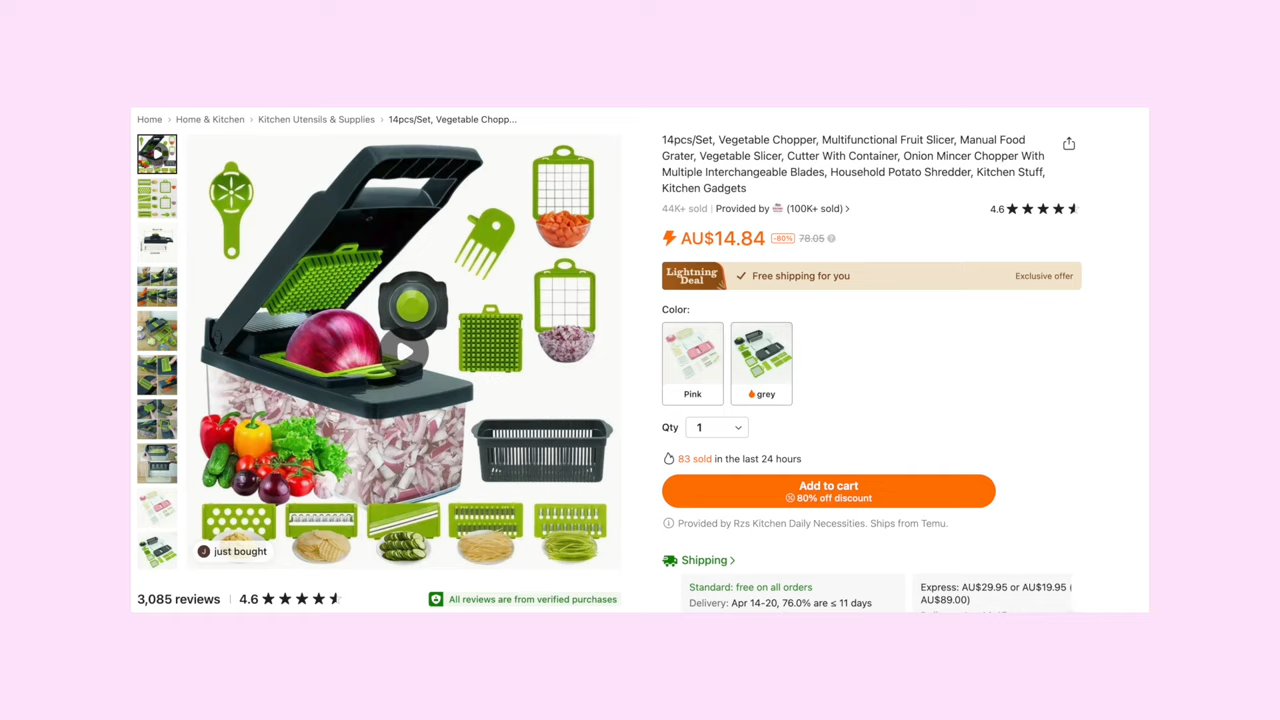 Home > Home & Kitchen > Kitchen Utensils & Supplies > 14pcs/Set, Vegetable Chopp...
14pcs/Set, Vegetable Chopper, Multifunctional Fruit Slicer, Manual Food
Grater, Vegetable Slicer, Cutter With Container, Onion Mincer Chopper With
Multiple Interchangeable Blades, Household Potato Shredder, Kitchen Stuff,
Kitchen Gadgets
44K+ sold | Provided by (100K+ sold) >
4.6
AU$14.84 -80% 78.05
Lightning
Deal
Free shipping for you
Exclusive offer
Color:
Pink
grey
Qty 1
83 sold in the last 24 hours
Add to cart
80% off discount
Provided by Rzs Kitchen Daily Necessities. Ships from Temu.
Shipping >
Standard: free on all orders
Delivery: Apr 14-20, 76.0% are ≤ 11 days
Express: AU$29.95 or AU$19.95 (
AU$89.00)
J just bought
3,085 reviews | 4.6
All reviews are from verified purchases